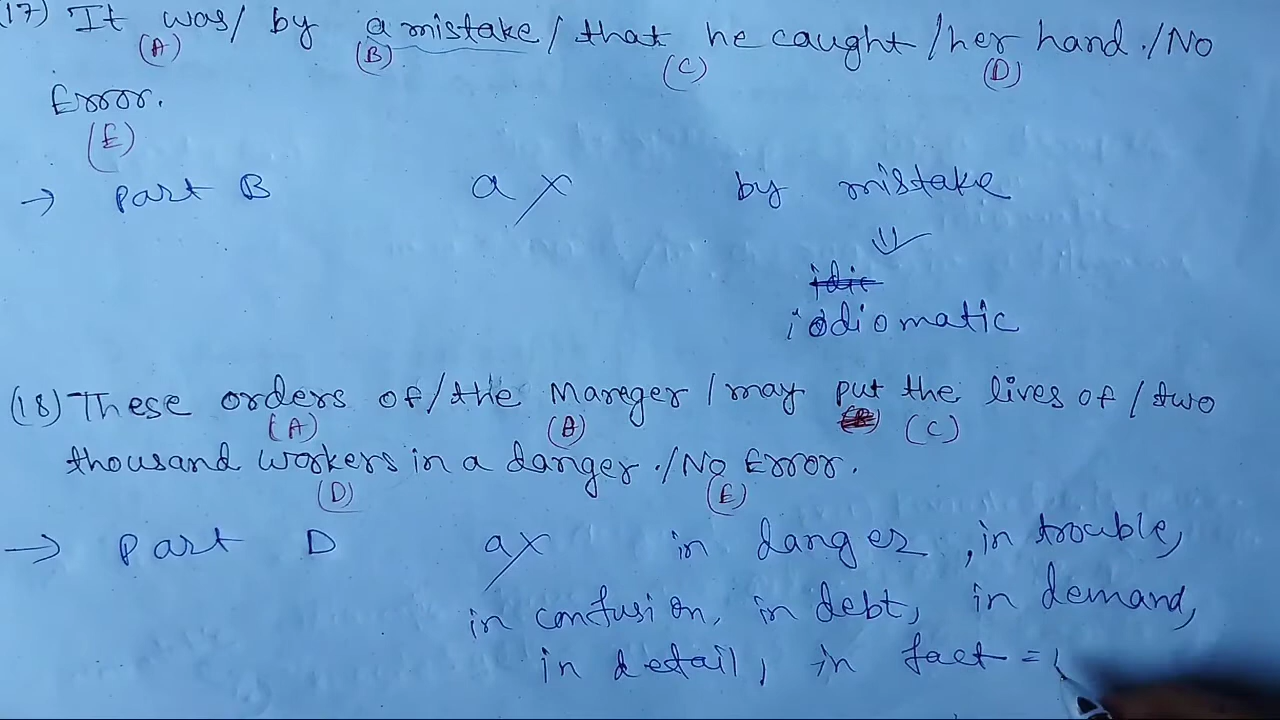 (17) It was/ by a mistake/ that he caught/her hand./No
(A) (B) (C) (D)
Error.
(E)
→ part B a x by mistake
⇓
idic
idiomatic
(18) These orders of/the Maneger/may put the lives of/two
(A) (B) (C)
thousand workers in a danger./No Error.
(D) (E)
→ part D a x in danger, in trouble,
in confusion, in debt, in demand,
in detail, in fact =